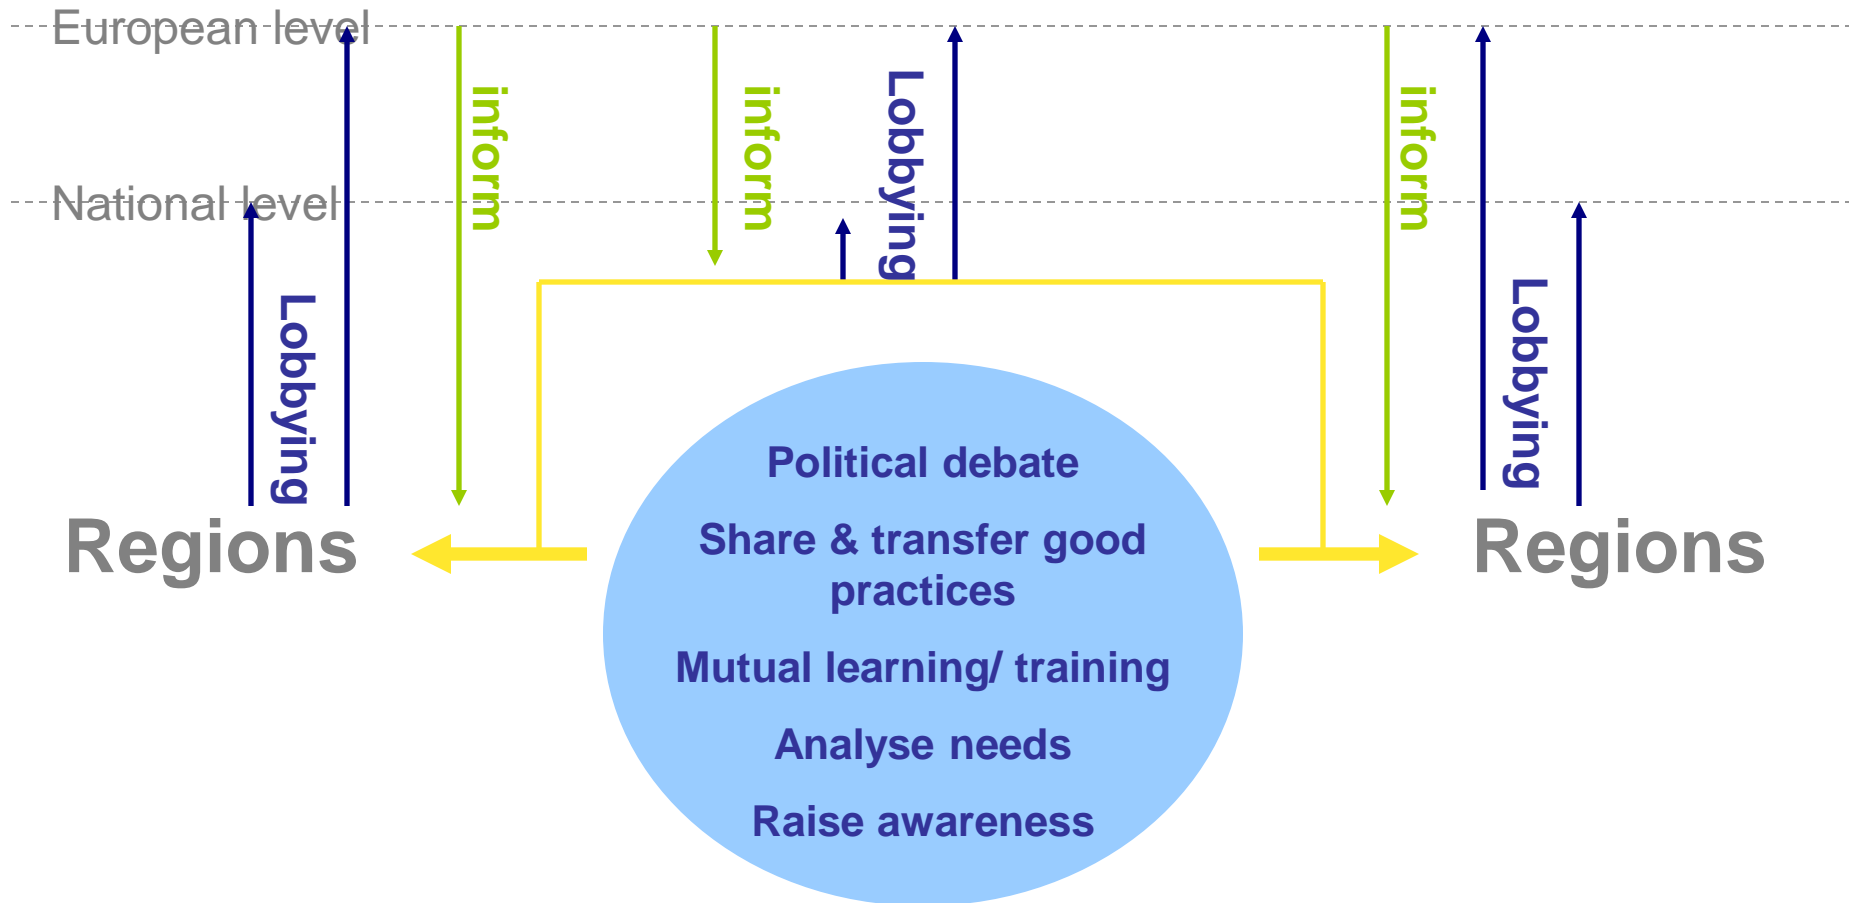 European level
inform
inform
Lobbying
inform
National level
Lobbying
Lobbying
Political debate
Share & transfer good
practices
Mutual learning/ training
Analyse needs
Raise awareness
Regions
Regions